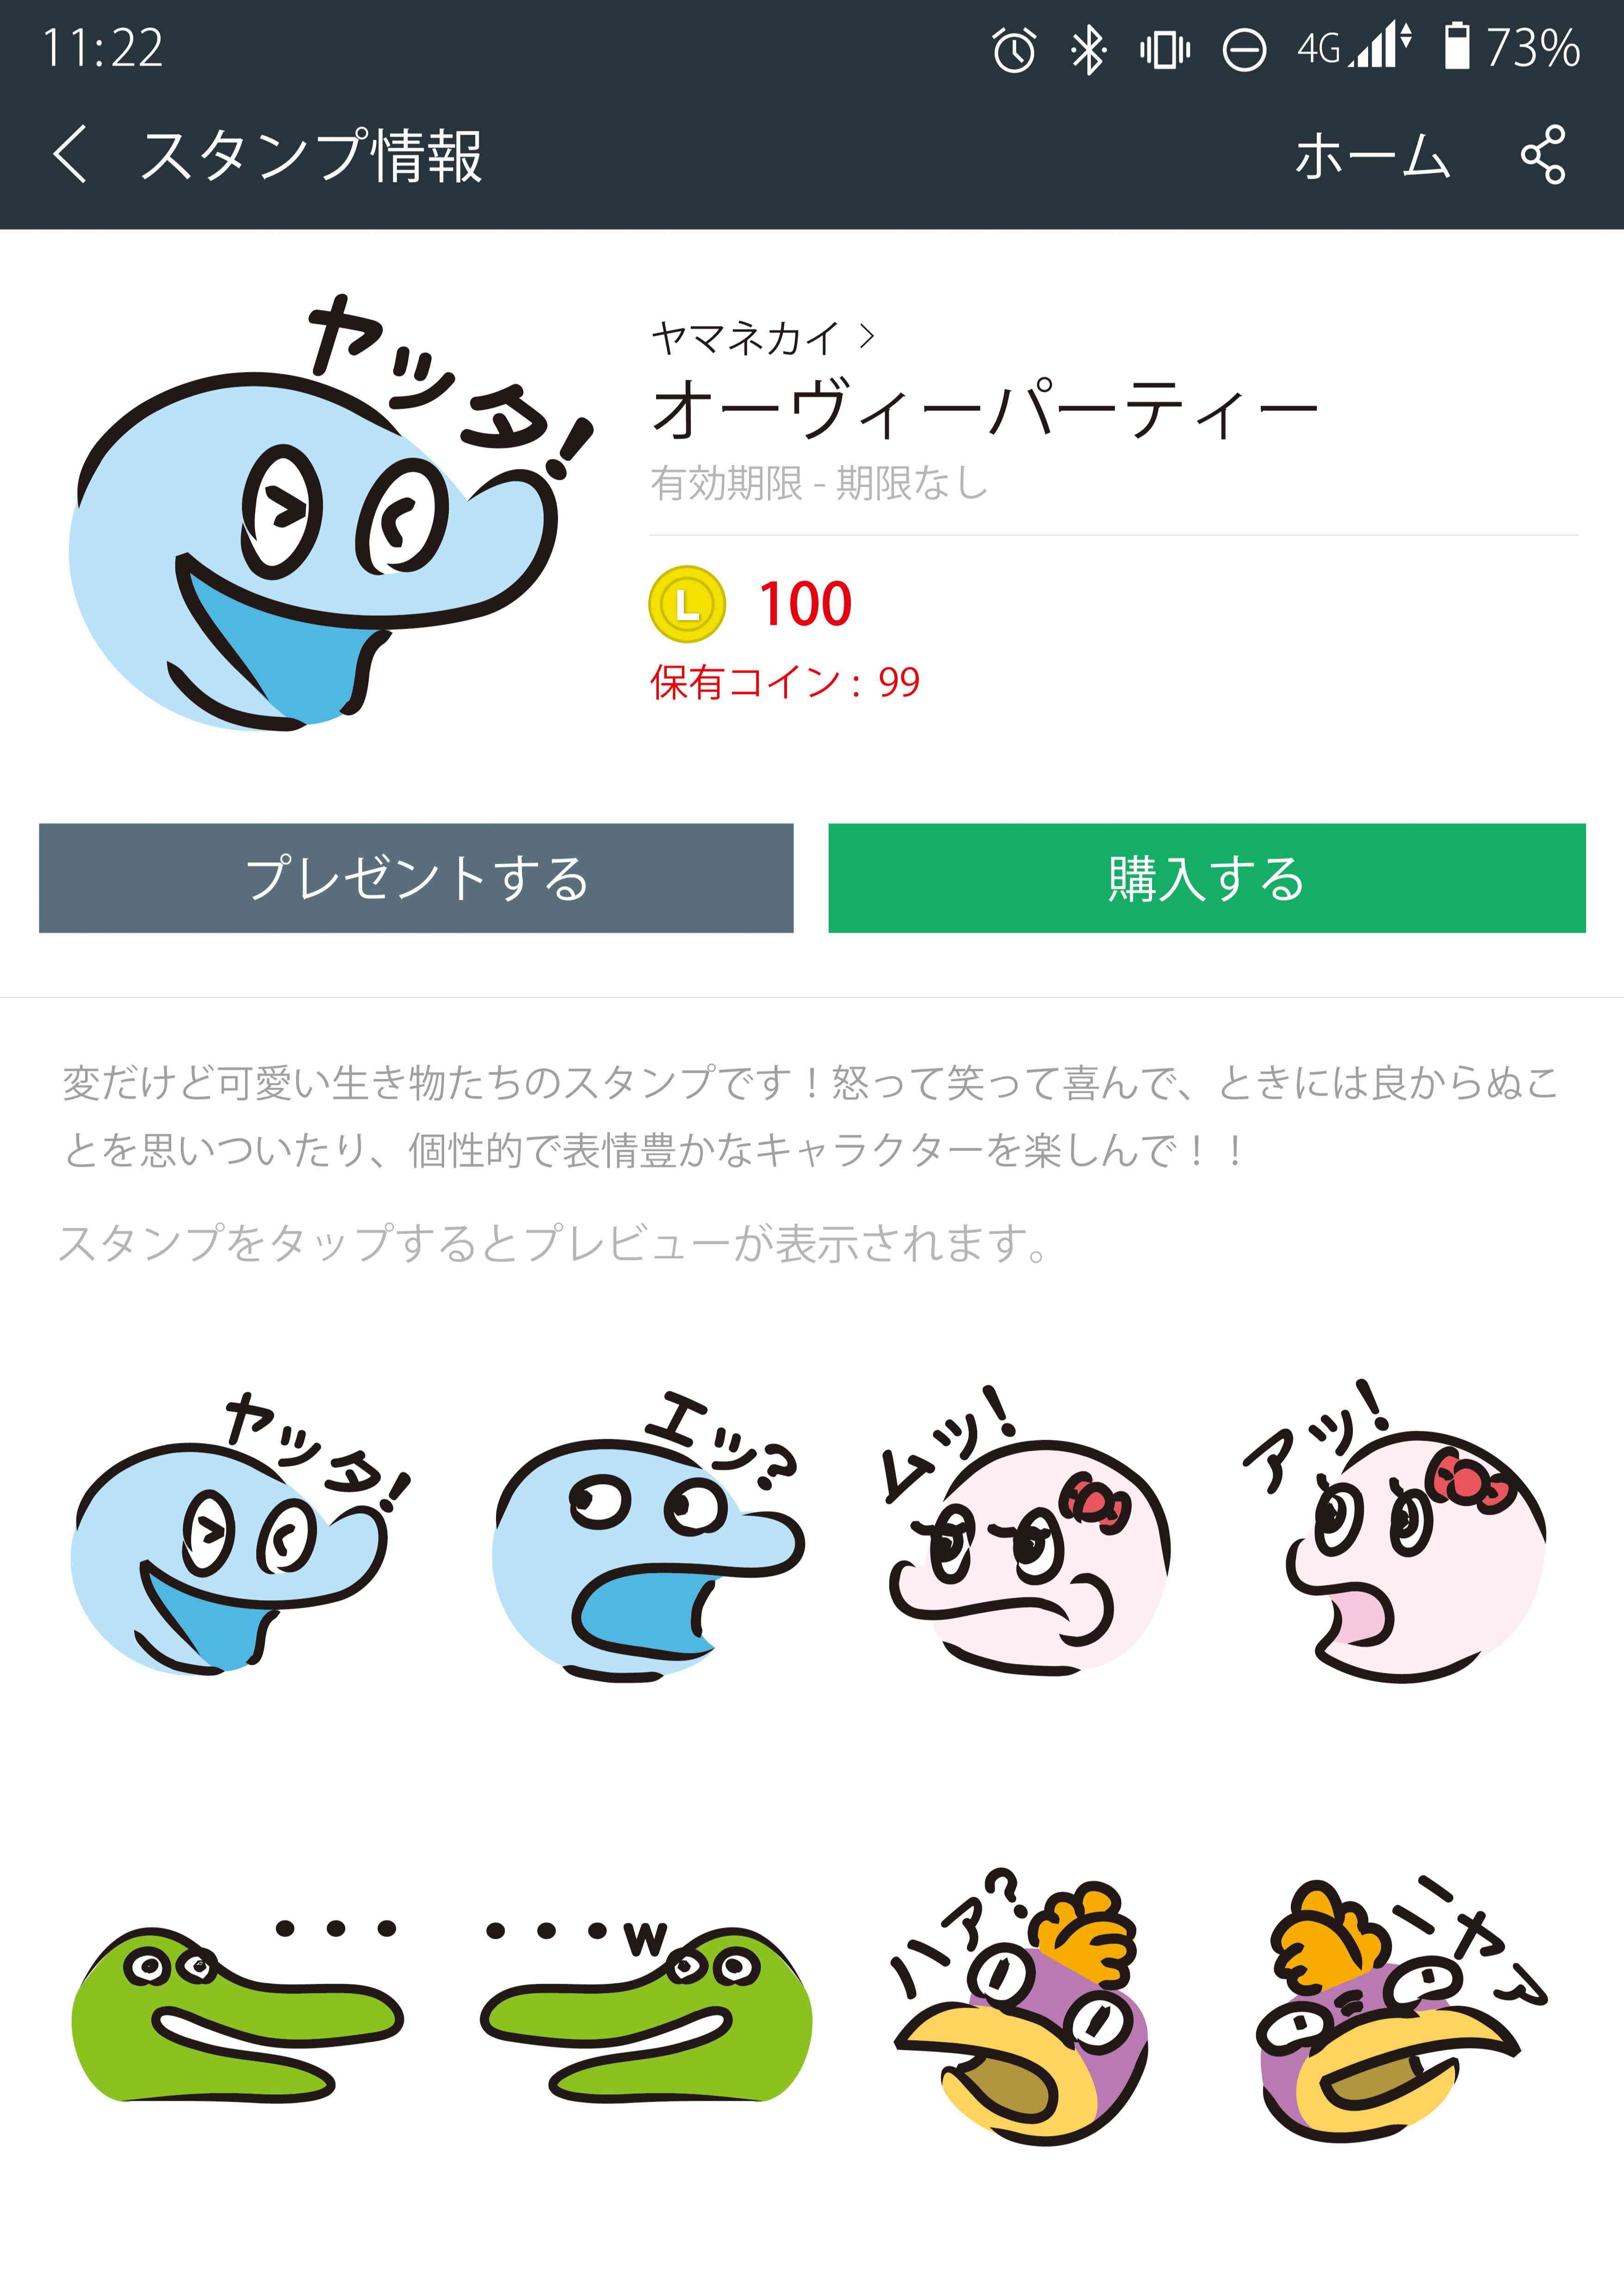 11:22 4G 73%
スタンプ情報 ホーム
ヤッタ!
ヤマネカイ >
オーヴィーパーティー
有効期限 - 期限なし
L 100
保有コイン : 99
プレゼントする 購入する
変だけど可愛い生き物たちのスタンプです！怒って笑って喜んで、ときには良からぬこ
とを思いついたり、個性的で表情豊かなキャラクターを楽しんで！！
スタンプをタップするとプレビューが表示されます。
ヤッタ! エッ? ムッ! アッ!
・・・ ・・・w ハァ? ニヤァ